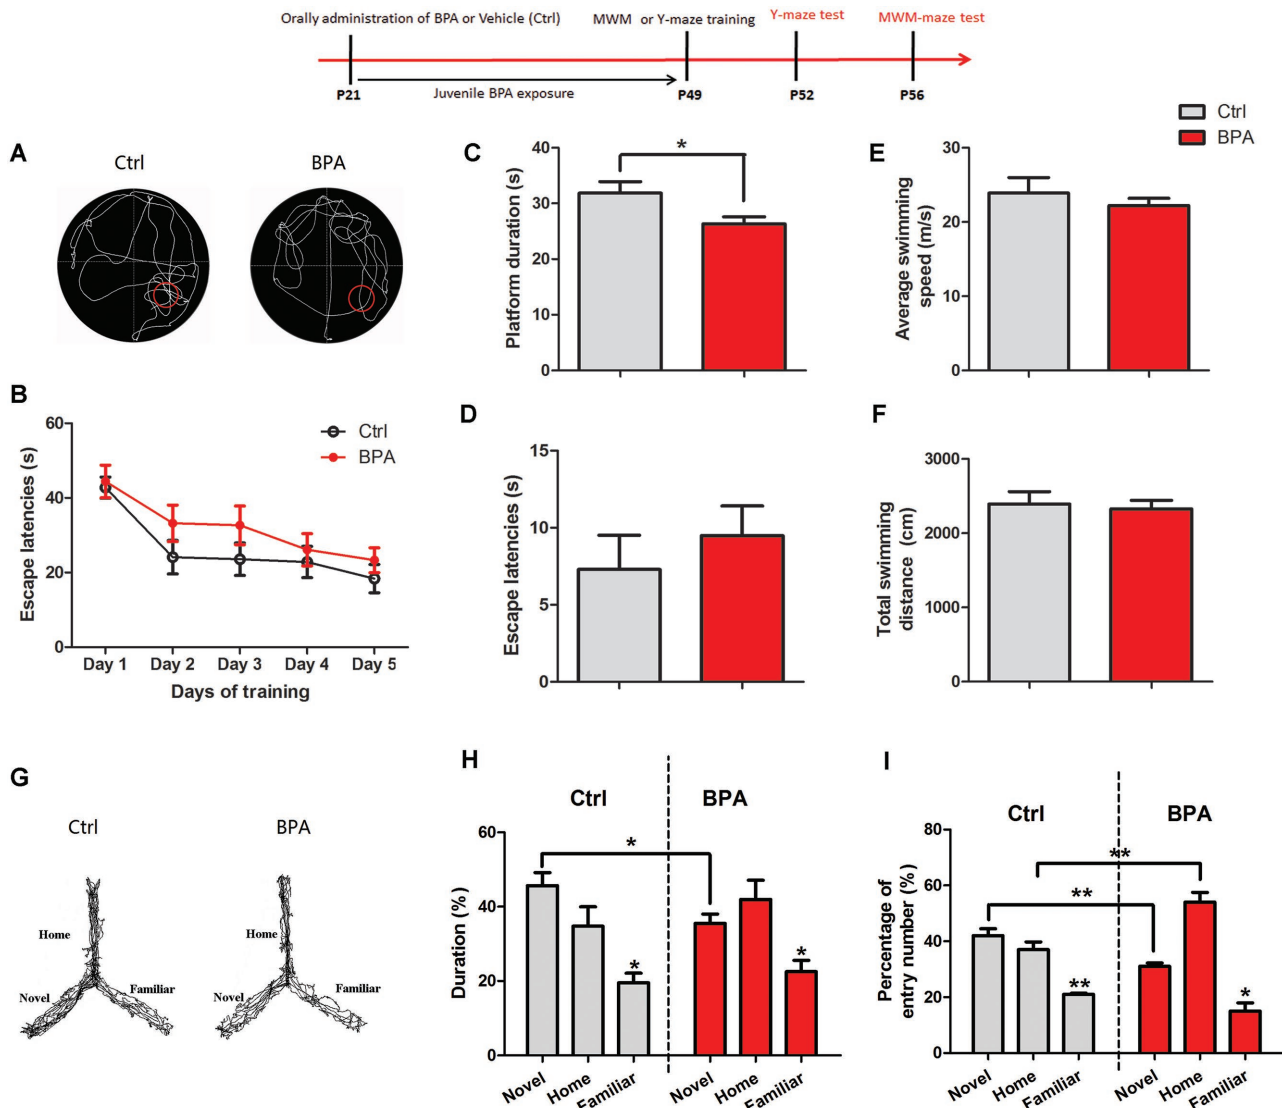 Orally administration of BPA or Vehicle (Ctrl)
MWM or Y-maze training
Y-maze test
MWM-maze test
P21
Juvenile BPA exposure
P49
P52
P56
Ctrl
BPA
A
Ctrl
BPA
B
Escape latencies (s)
60
40
20
0
Ctrl
BPA
Day 1
Day 2
Day 3
Day 4
Day 5
Days of training
C
Platform duration (s)
40
30
20
10
0
*
D
Escape latencies (s)
15
10
5
0
E
Average swimming
speed (m/s)
30
20
10
0
F
Total swimming
distance (cm)
3000
2000
1000
0
G
Ctrl
BPA
Home
Novel
Familiar
Home
Novel
Familiar
H
Ctrl
BPA
Duration (%)
60
40
20
0
*
*
*
Novel
Home
Familiar
Novel
Home
Familiar
I
Ctrl
BPA
Percentage of
entry number (%)
80
60
40
20
0
**
**
**
*
Novel
Home
Familiar
Novel
Home
Familiar